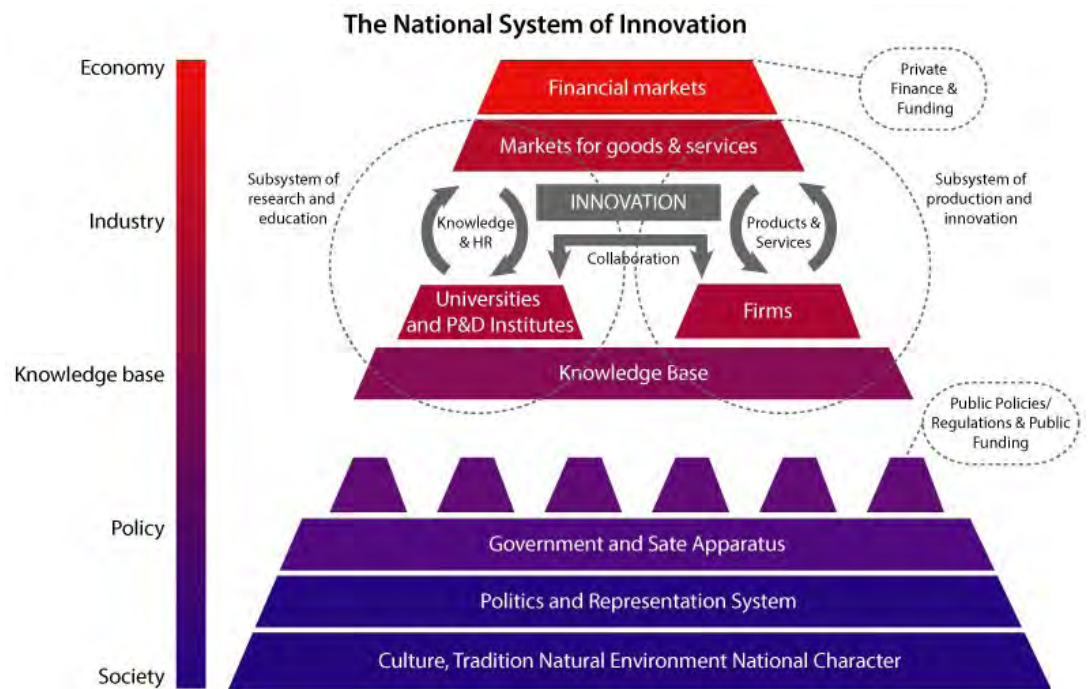 The National System of Innovation
Economy
Financial markets
Private
Finance &
Funding
Markets for goods & services
Subsystem of
research and
education
Subsystem of
production and
innovation
Industry
INNOVATION
Knowledge
& HR
Products &
Services
Collaboration
Universities
and P&D Institutes
Firms
Knowledge base
Knowledge Base
Public Policies/
Regulations & Public
Funding
Policy
Government and Sate Apparatus
Politics and Representation System
Culture, Tradition Natural Environment National Character
Society